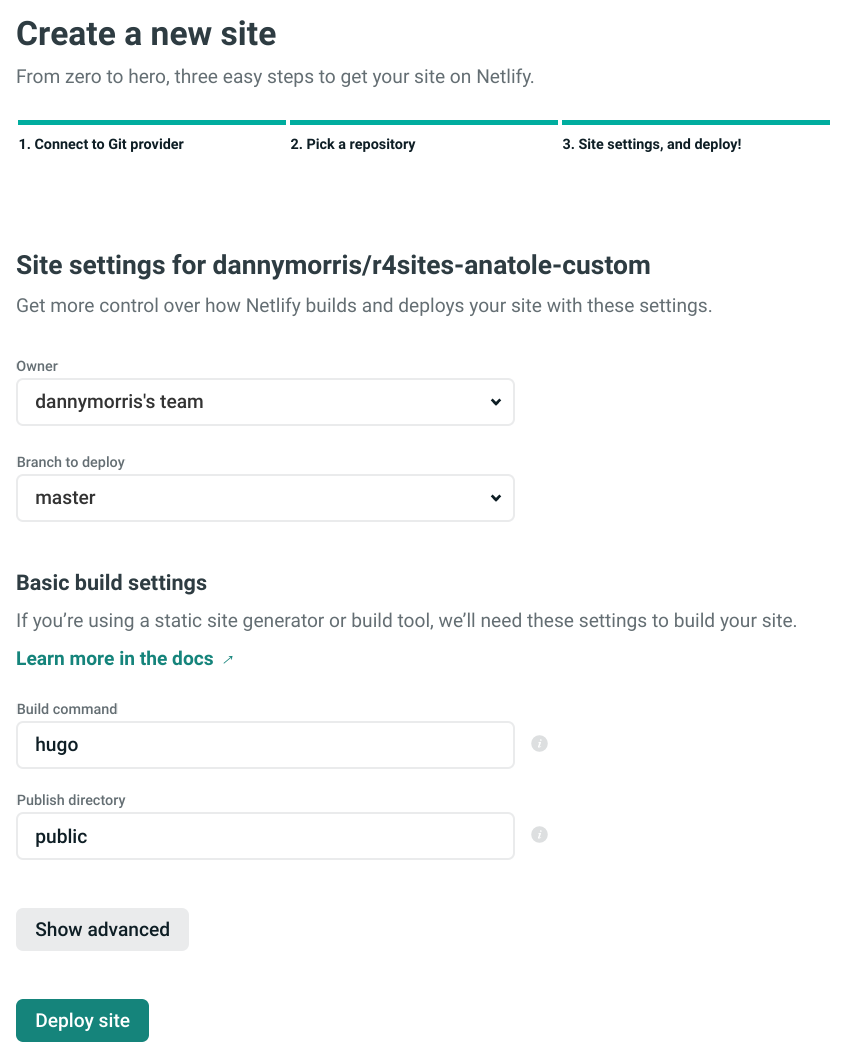 Create a new site
From zero to hero, three easy steps to get your site on Netlify.
1. Connect to Git provider
2. Pick a repository
3. Site settings, and deploy!
Site settings for dannymorris/r4sites-anatole-custom
Get more control over how Netlify builds and deploys your site with these settings.
Owner
dannymorris's team
Branch to deploy
master
Basic build settings
If you’re using a static site generator or build tool, we’ll need these settings to build your site.
Learn more in the docs ↗
Build command
hugo
Publish directory
public
Show advanced
Deploy site